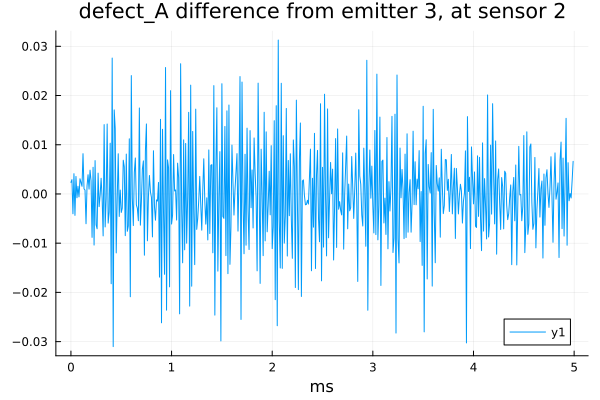 defect_A difference from emitter 3, at sensor 2
0.03
0.02
0.01
0.00
−0.01
−0.02
−0.03
y1
0 1 2 3 4 5
ms